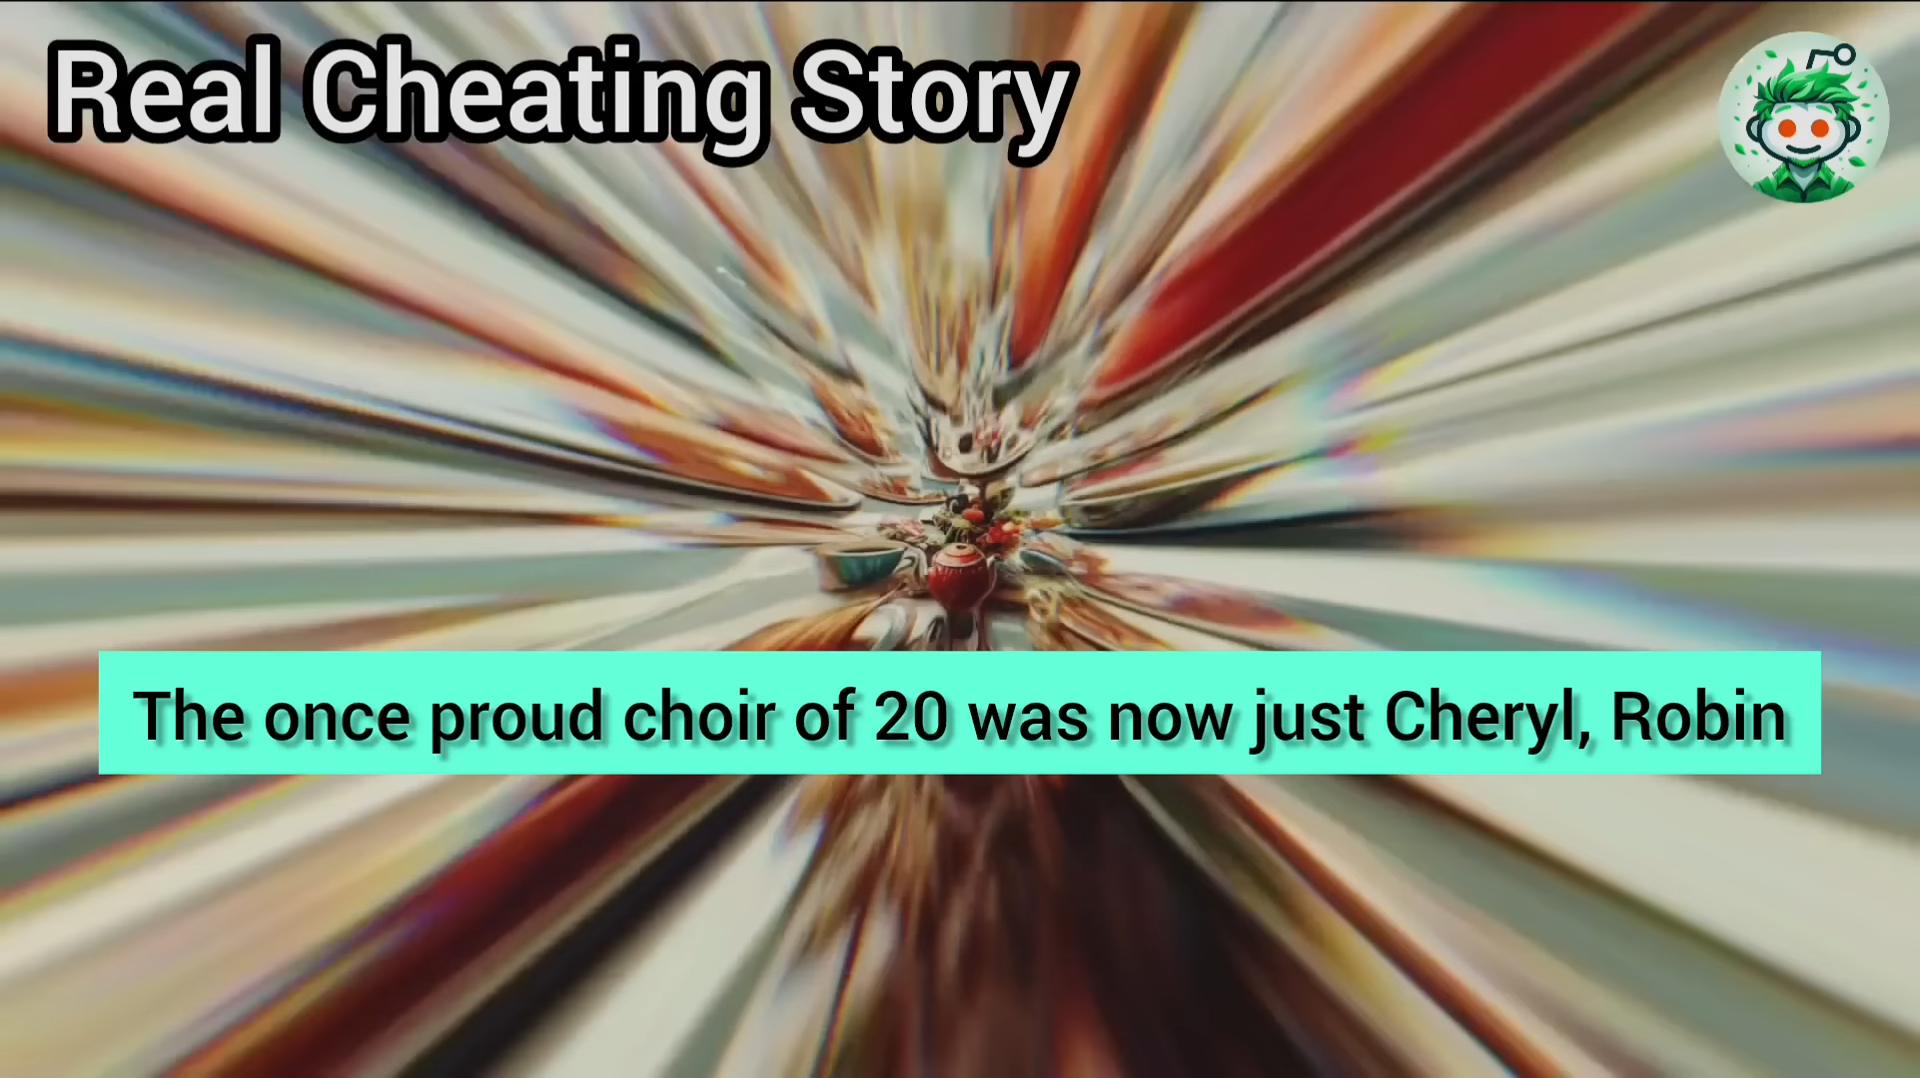 Real Cheating Story
The once proud choir of 20 was now just Cheryl, Robin